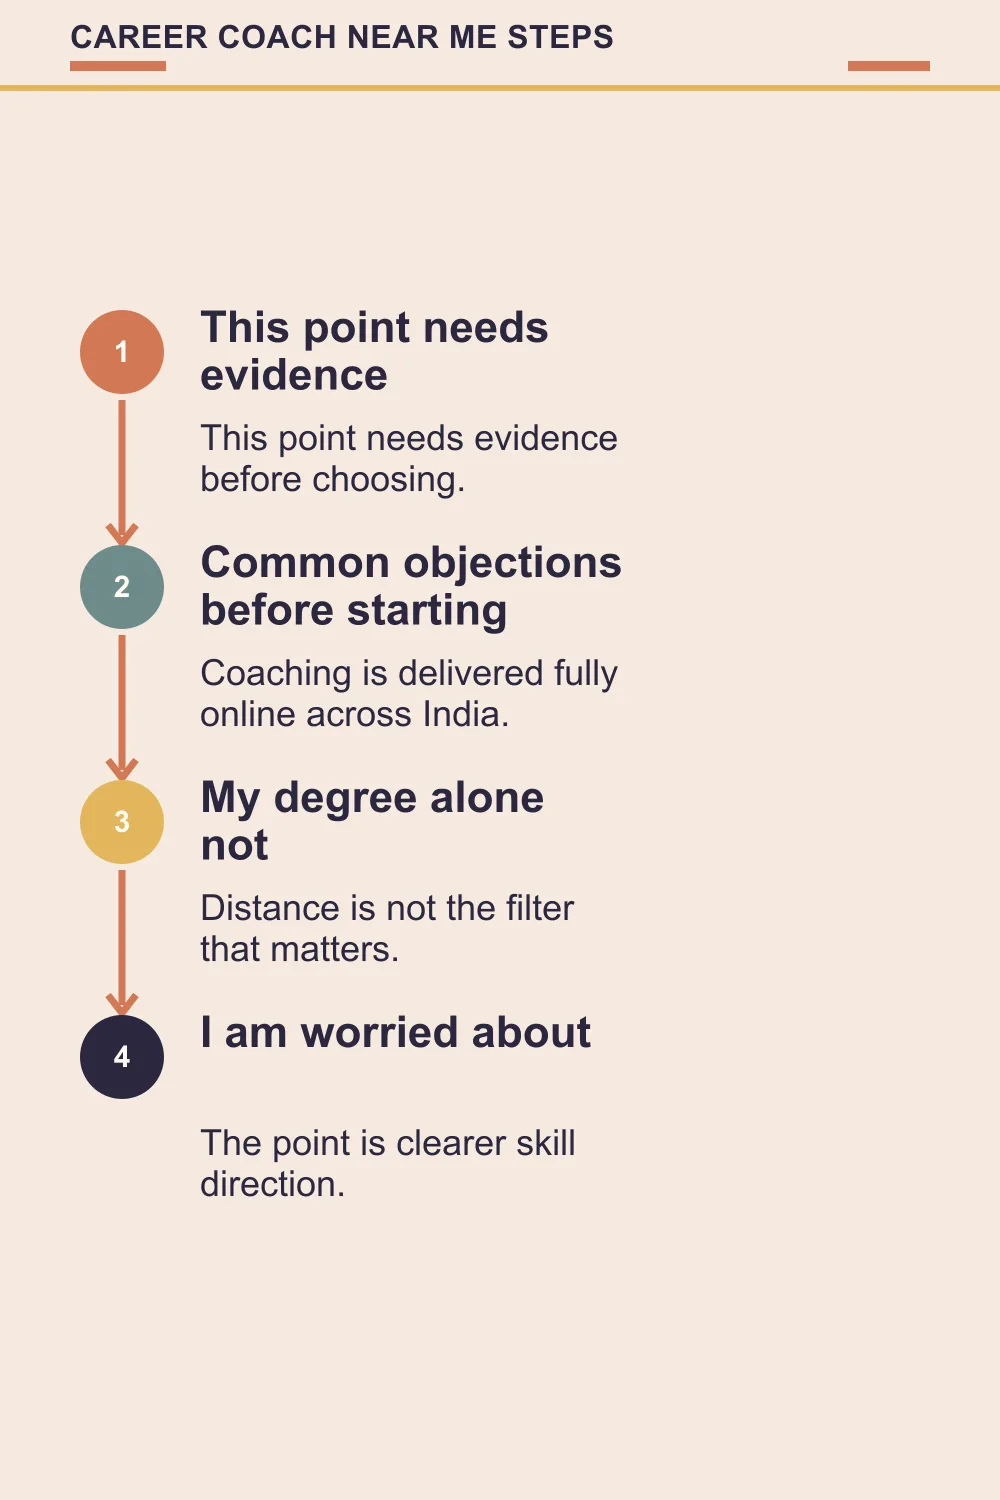 CAREER COACH NEAR ME STEPS
1
This point needs
evidence
This point needs evidence
before choosing.
2
Common objections
before starting
Coaching is delivered fully
online across India.
3
My degree alone
not
Distance is not the filter
that matters.
4
I am worried about
The point is clearer skill
direction.